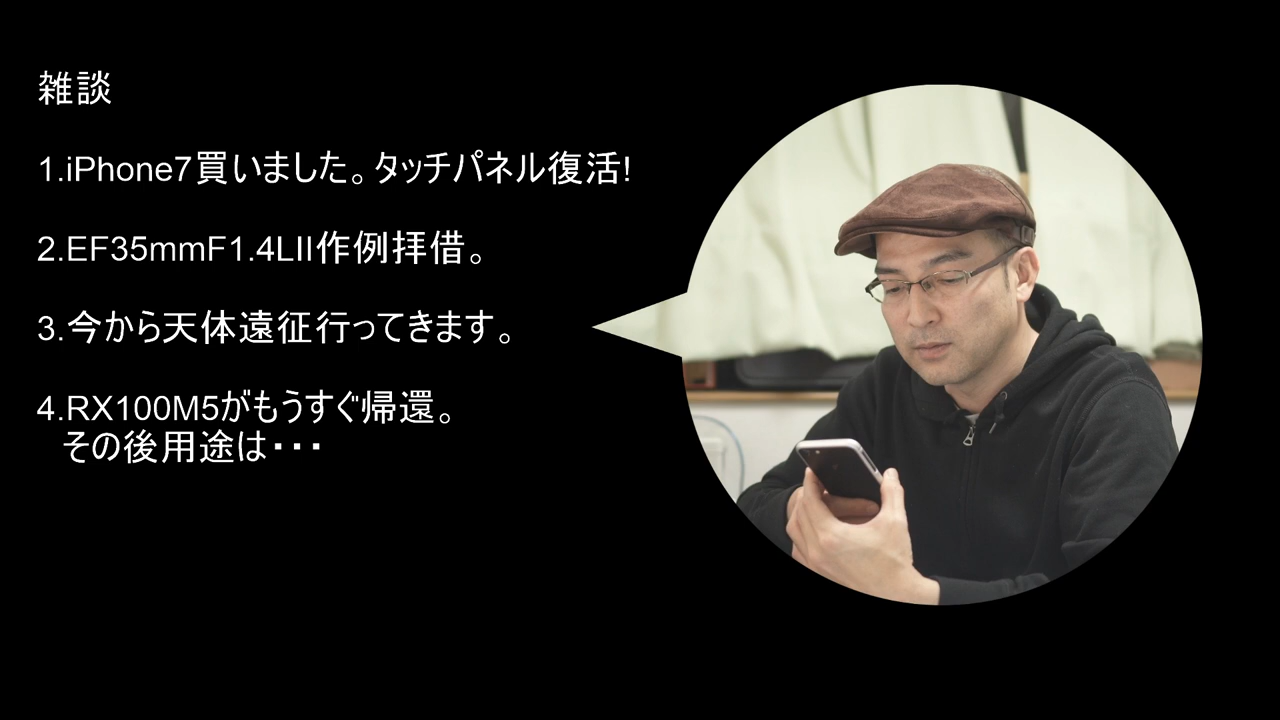 雑談
1.iPhone7買いました。タッチパネル復活!
2.EF35mmF1.4LII作例拝借。
3.今から天体遠征行ってきます。
4.RX100M5がもうすぐ帰還。
その後用途は・・・